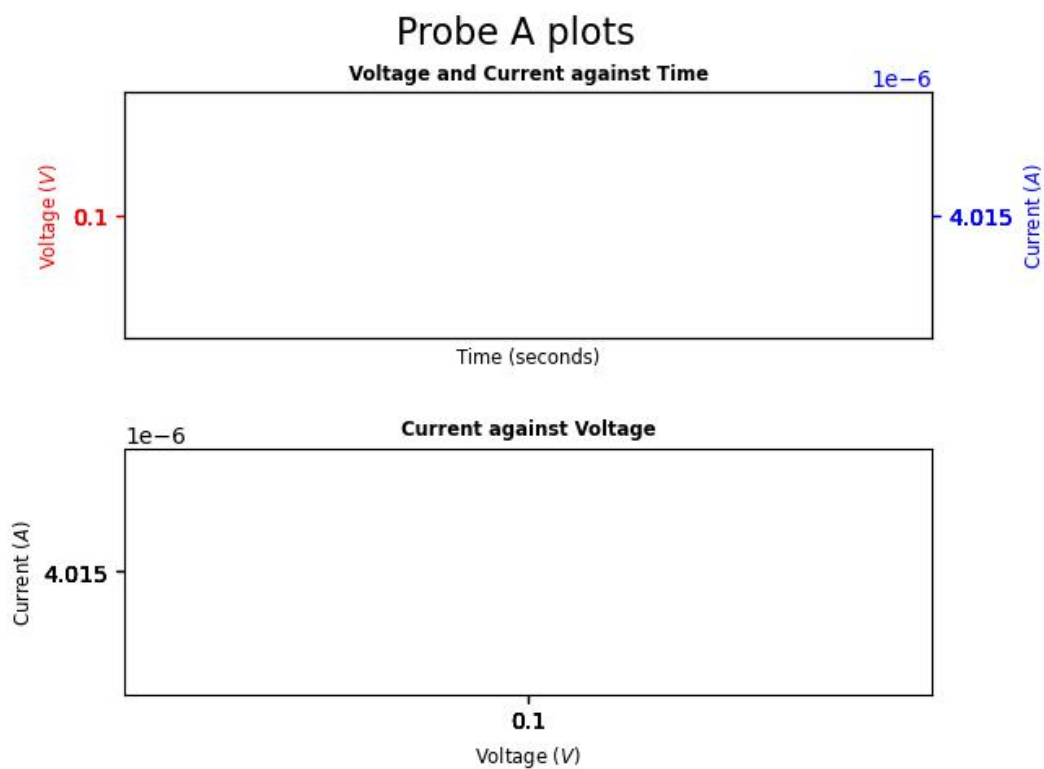 Probe A plots
Voltage and Current against Time
1e−6
Voltage (V)
0.1
4.015
Current (A)
Time (seconds)
Current against Voltage
1e−6
Current (A)
4.015
0.1
Voltage (V)